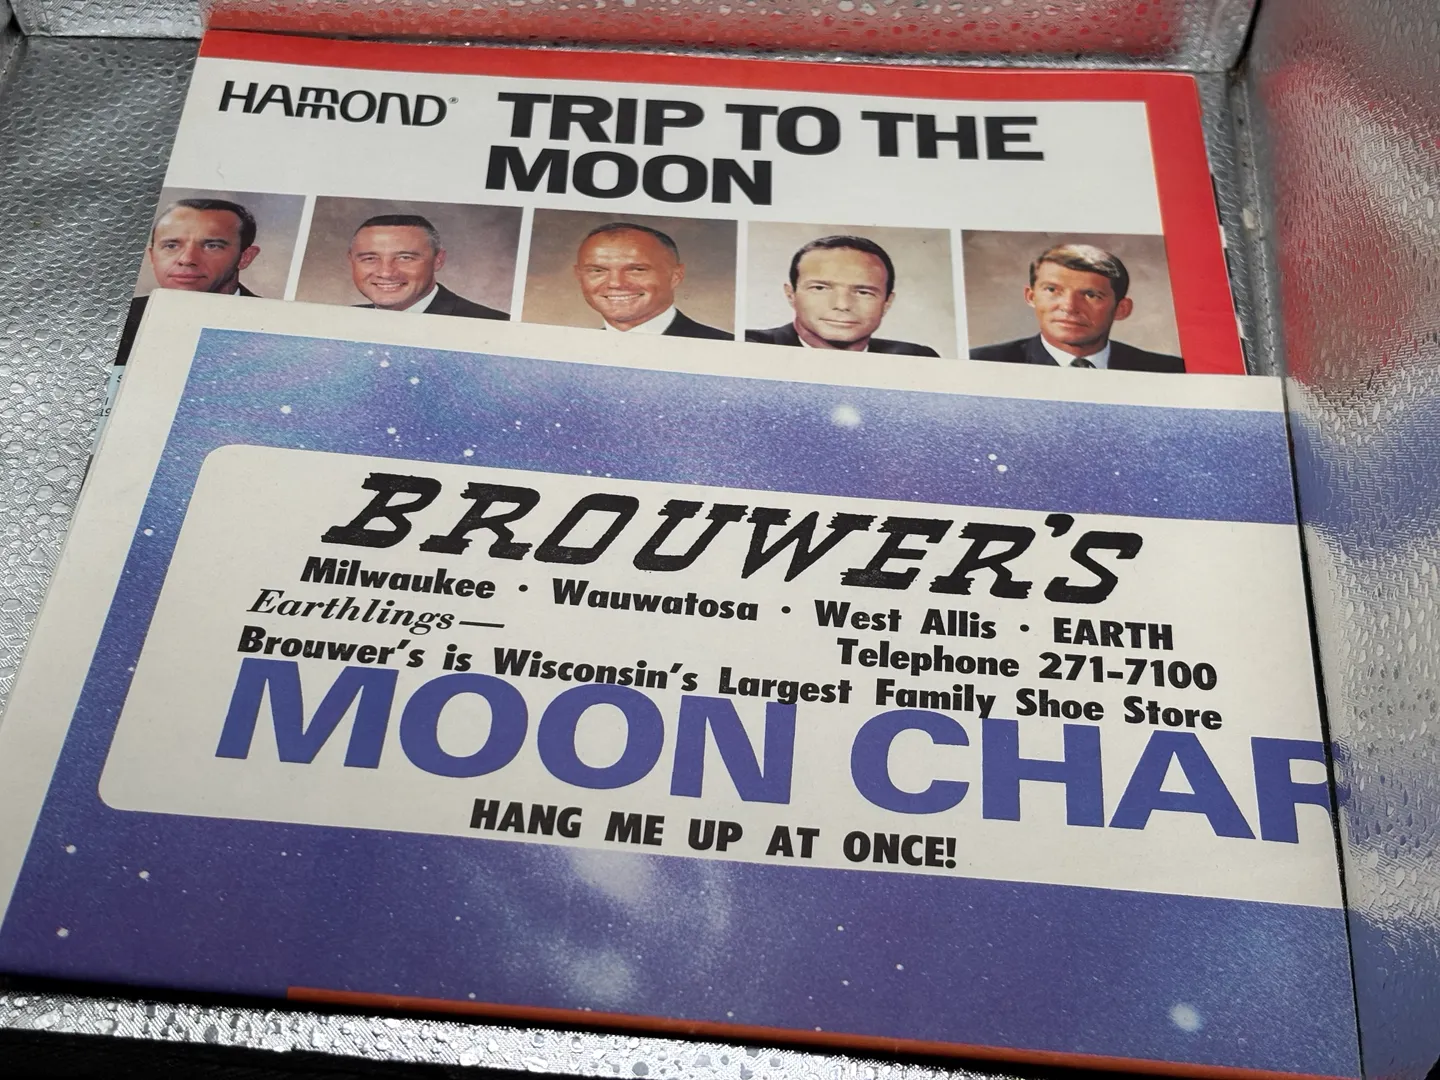 HAMMOND®
TRIP TO THE
MOON
BROUWER'S
Milwaukee · Wauwatosa · West Allis · EARTH
Earthlings—
Telephone 271-7100
Brouwer's is Wisconsin's Largest Family Shoe Store
MOON CHAR
HANG ME UP AT ONCE!